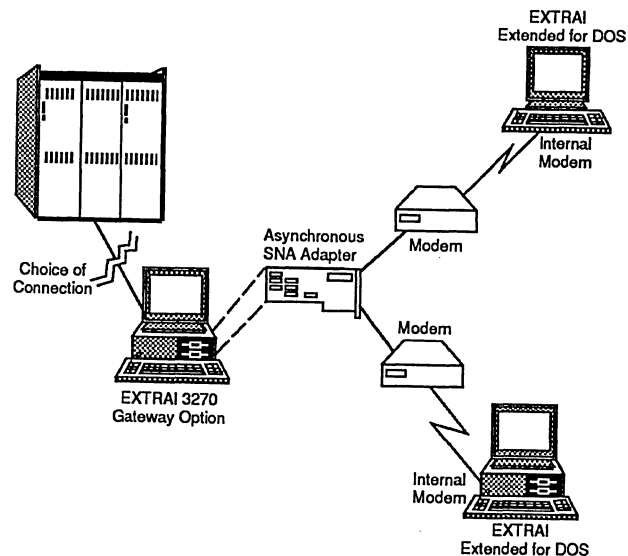 EXTRAI
Extended for DOS
Internal
Modem
Modem
Asynchronous
SNA Adapter
Choice of
Connection
Modem
EXTRAI 3270
Gateway Option
Internal
Modem
EXTRAI
Extended for DOS